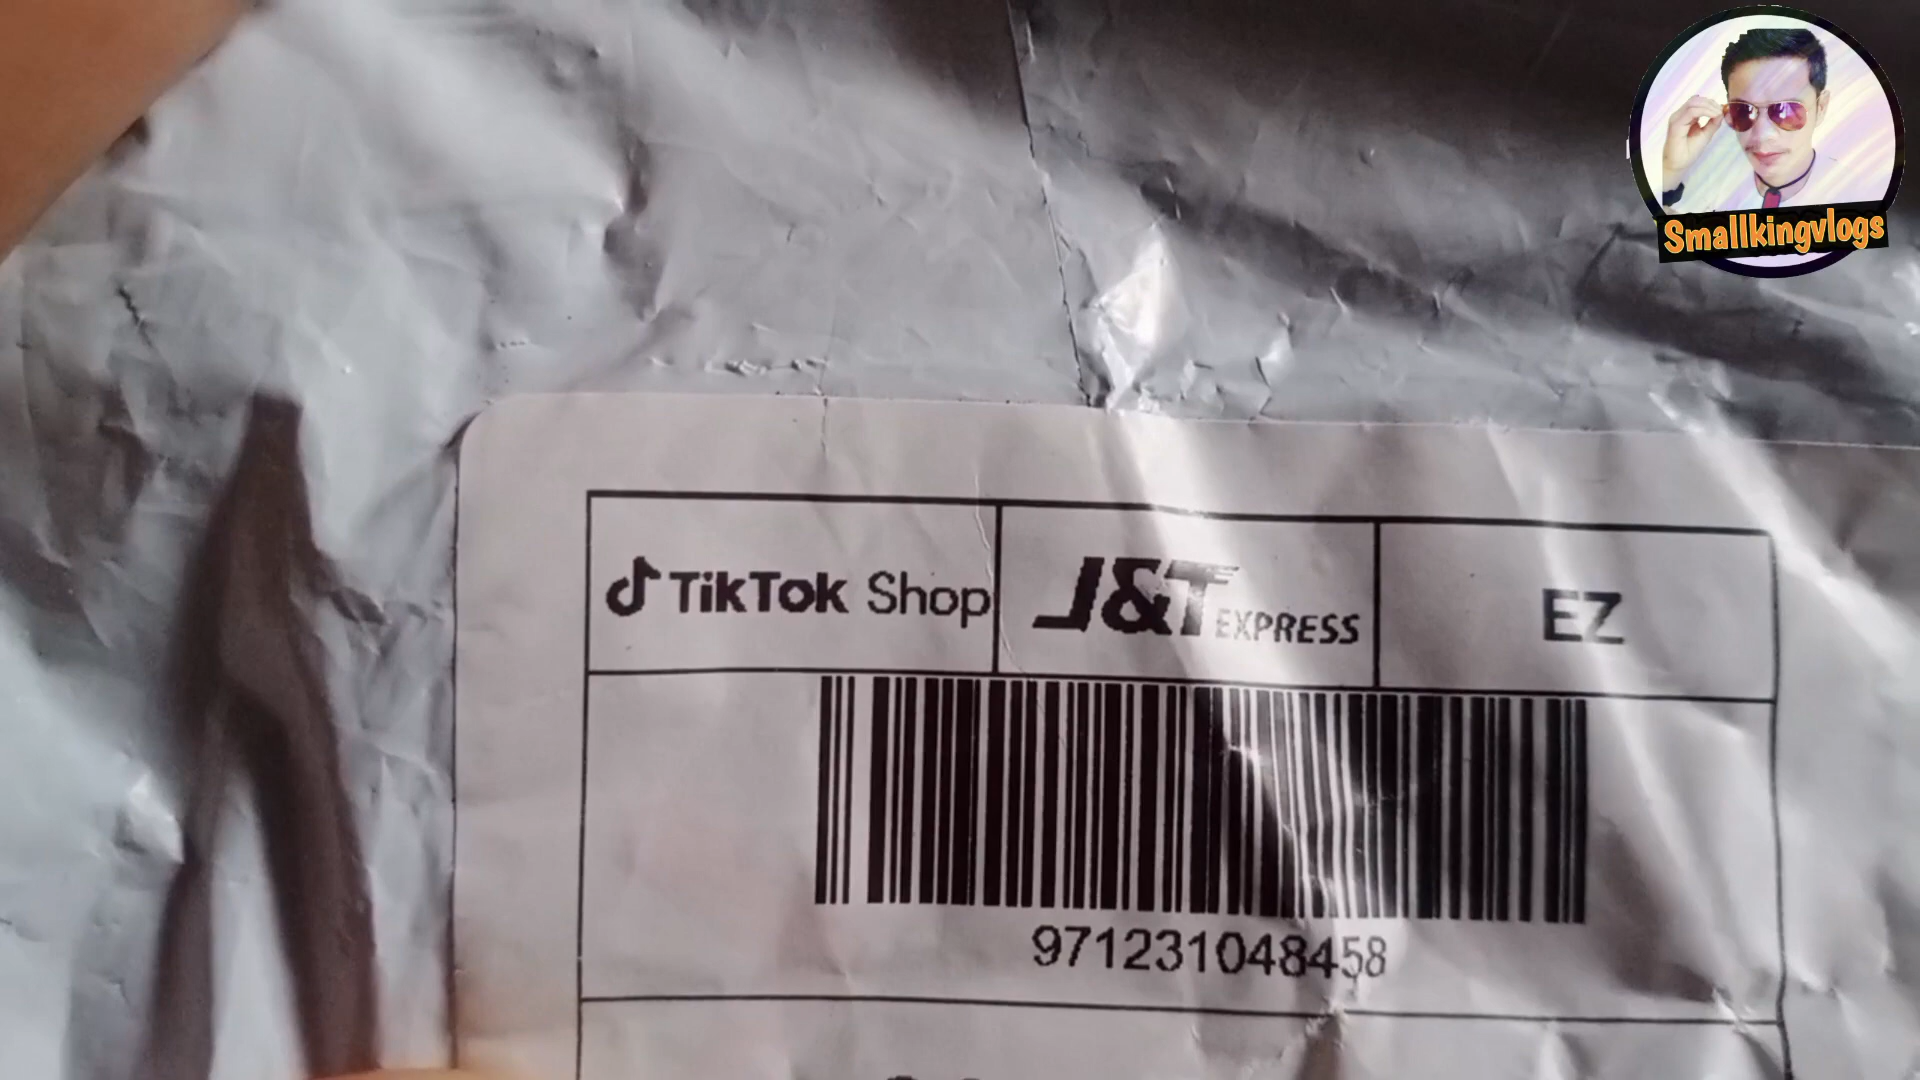 Smallkingvlogs
TikTok Shop
J&T EXPRESS
EZ
971231048458